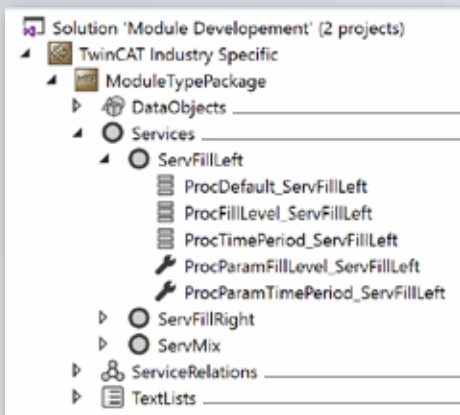 Solution 'Module Developement' (2 projects)
TwinCAT Industry Specific
ModuleTypePackage
DataObjects
Services
ServFillLeft
ProcDefault_ServFillLeft
ProcFillLevel_ServFillLeft
ProcTimePeriod_ServFillLeft
ProcParamFillLevel_ServFillLeft
ProcParamTimePeriod_ServFillLeft
ServFillRight
ServMix
ServiceRelations
TextLists